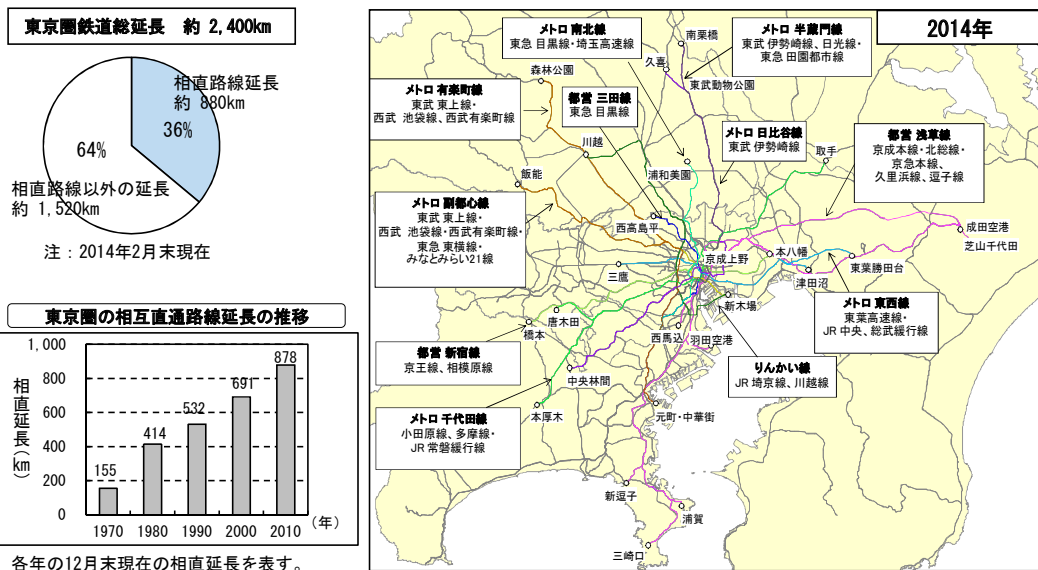 東京圏鉄道総延長 約 2,400km
相直路線延長
約 880km
36%
64%
相直路線以外の延長
約 1,520km
注：2014年2月末現在
東京圏の相互直通路線延長の推移
相直延長(km)
1,000
800
600
400
200
0
155
414
532
691
878
1970
1980
1990
2000
2010
(年)
各年の12月末現在の相直延長を表す。
2014年
メトロ 南北線
東急 目黒線・埼玉高速線
メトロ 半蔵門線
東武 伊勢崎線、日光線・
東急 田園都市線
メトロ 有楽町線
東武 東上線・
西武 池袋線、西武有楽町線
都営 三田線
東急 目黒線
メトロ 日比谷線
東武 伊勢崎線
都営 浅草線
京成本線・北総線・
京急本線、
久里浜線、逗子線
メトロ 副都心線
東武 東上線・
西武 池袋線・西武有楽町線・
東急 東横線・
みなとみらい21線
メトロ 東西線
東葉高速線・
JR 中央、総武緩行線
都営 新宿線
京王線、相模原線
りんかい線
JR 埼京線、川越線
メトロ 千代田線
小田原線、多摩線・
JR 常磐緩行線
南栗橋
久喜
東武動物公園
森林公園
川越
飯能
浦和美園
取手
西高島平
成田空港
芝山千代田
京成上野
本八幡
東葉勝田台
津田沼
三鷹
新木場
唐木田
橋本
西馬込
羽田空港
中央林間
本厚木
元町・中華街
新逗子
浦賀
三崎口